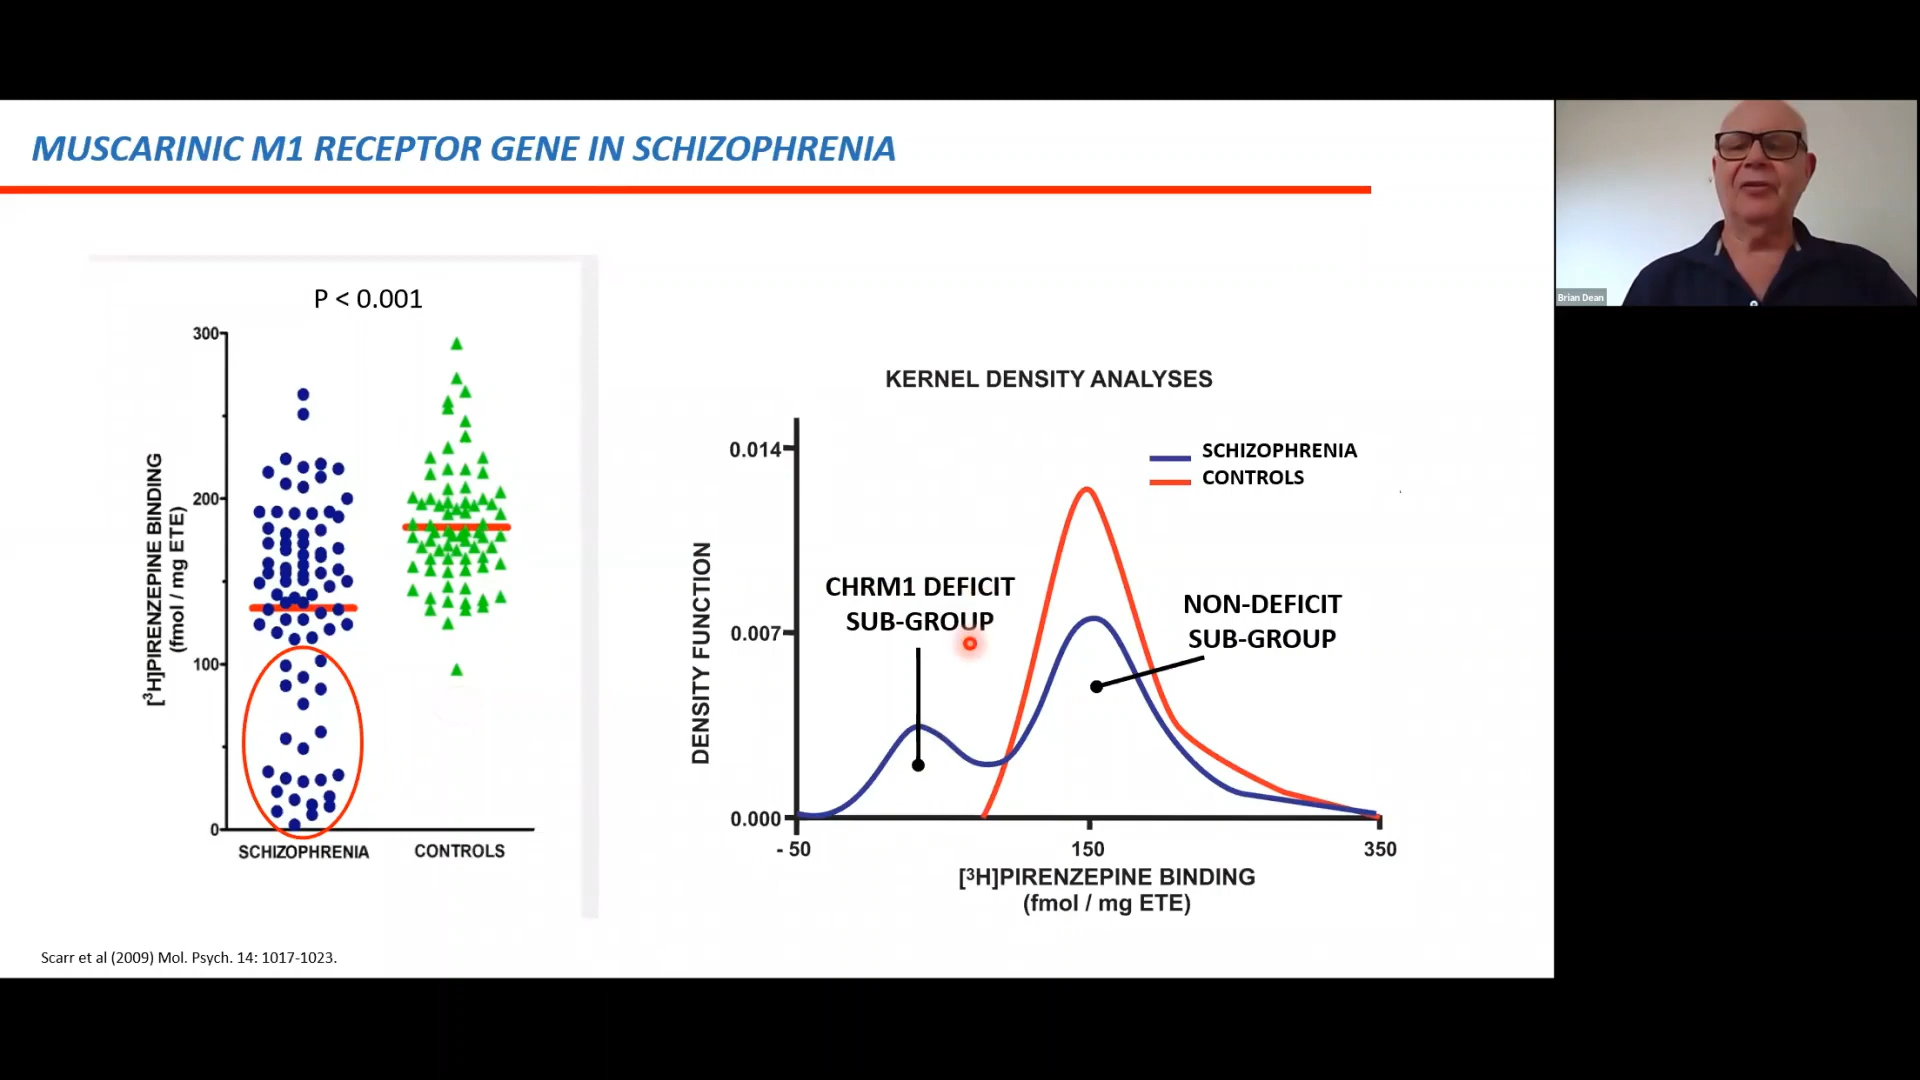 MUSCARINIC M1 RECEPTOR GENE IN SCHIZOPHRENIA
P < 0.001
300
200
100
0
[³H]PIRENZEPINE BINDING
(fmol / mg ETE)
SCHIZOPHRENIA
CONTROLS
KERNEL DENSITY ANALYSES
0.014
0.007
0.000
DENSITY FUNCTION
SCHIZOPHRENIA
CONTROLS
CHRM1 DEFICIT
SUB-GROUP
NON-DEFICIT
SUB-GROUP
- 50
150
350
[³H]PIRENZEPINE BINDING
(fmol / mg ETE)
Scarr et al (2009) Mol. Psych. 14: 1017-1023.
Brian Dean